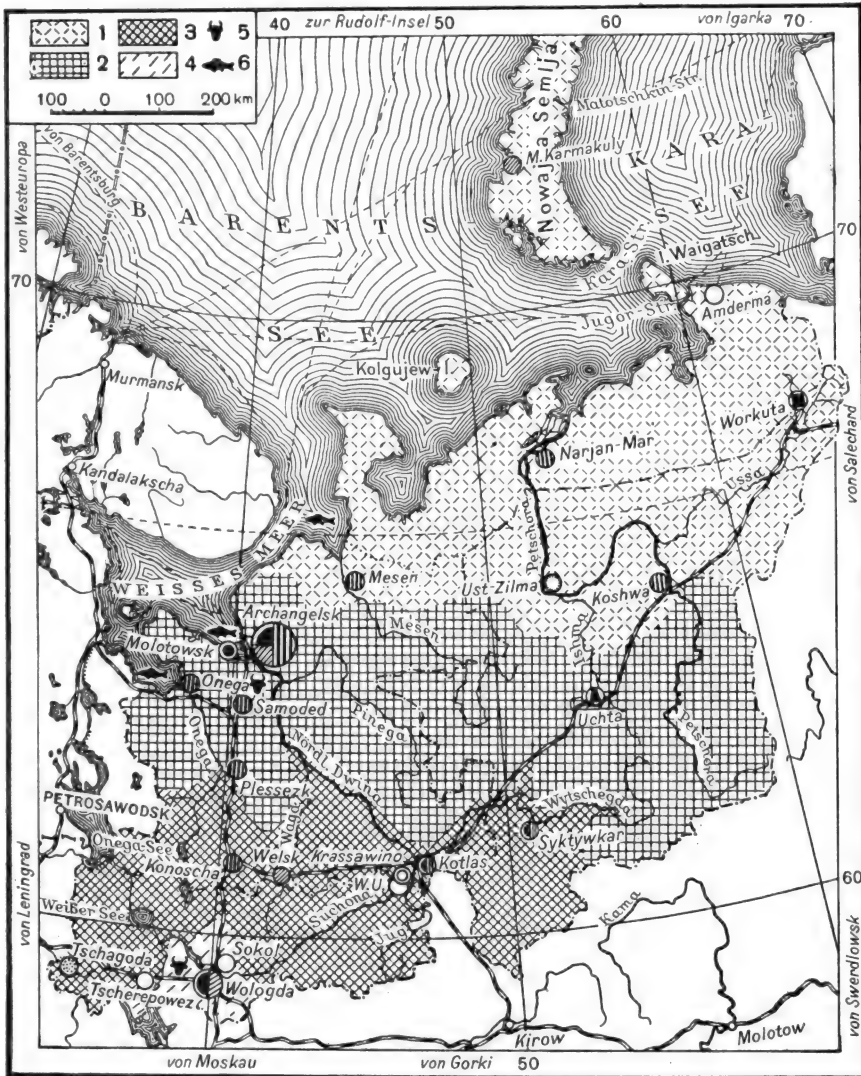 40 zur Rudolf-Insel 50 60 von Igarka 70
1 3 5
2 4 6
100 0 100 200 km
von Westeuropa
von Barentsburg
Nowaja Semlja
Matotschkin-Str.
M. Karmakuly
KARA-
SEE
BARENTS-
SEE
Kara Str.
I. Waigatsch
70
70
Jugor Str.
Amderma
Kolgujew-I.
Murmansk
Workuta
Narjan-Mar
Kandalakscha
von Salechard
Ussa
Petschora
WEISSES MEER
Mesen
Ust-Zilma
Koshwa
Archangelsk
Mesen
Ishma
Molotowsk
Onega
Samoded
Pinega
Uchta
Petschora
Onega
Nördl. Dwina
Plessezk
Waga
Wytschegda
PETROSAWODSK
Syktywkar
Onega-See
Konoscha
Welsk
Krassawino
Kotlas
W.U.
60
von Leningrad
Suchona
Weißer See
Jug
Kama
Tschagoda
Sokol
Tscherepowez
Wologda
von Swerdlowsk
Kirow
Molotow
von Moskau von Gorki 50